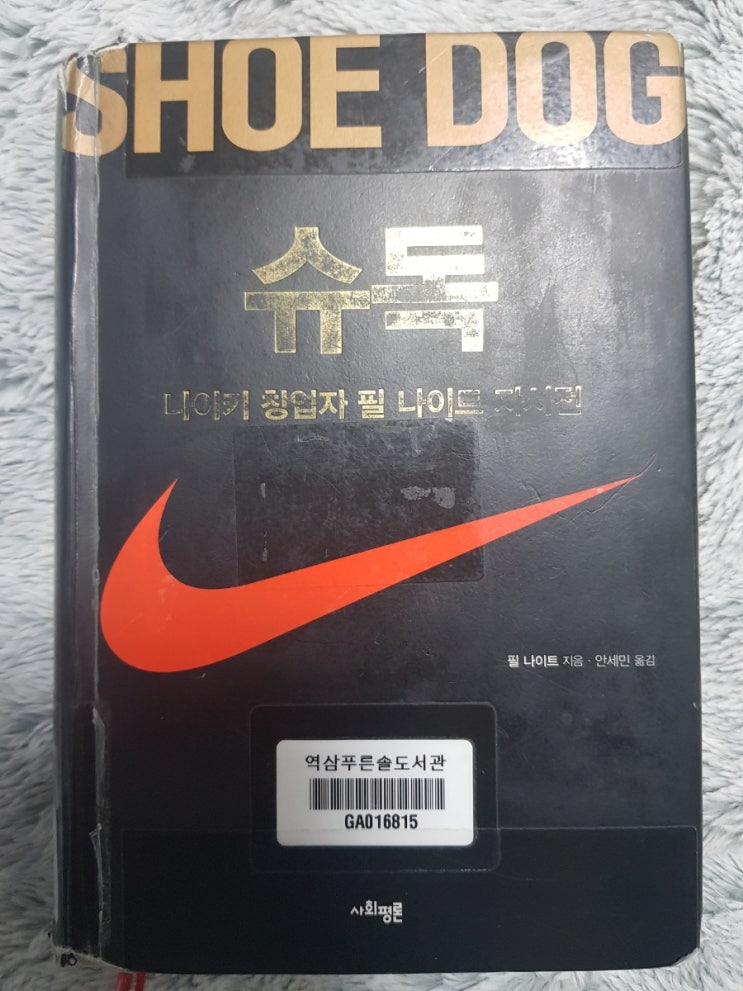 SHOE DOG
슈독
나이키 창업자 필 나이트 자서전
필 나이트 지음 · 안세민 옮김
역삼푸른솔도서관
GA016815
사회평론